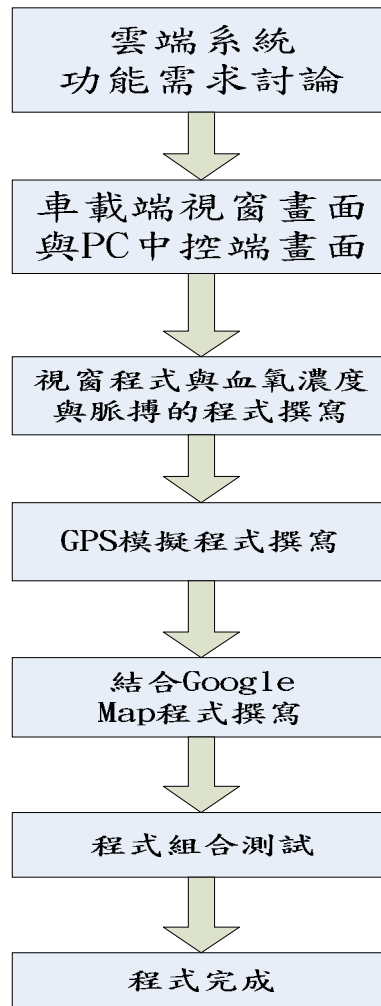 雲端系統
功能需求討論
車載端視窗畫面
與PC中控端畫面
視窗程式與血氧濃度
與脈搏的程式撰寫
GPS模擬程式撰寫
結合Google
Map程式撰寫
程式組合測試
程式完成